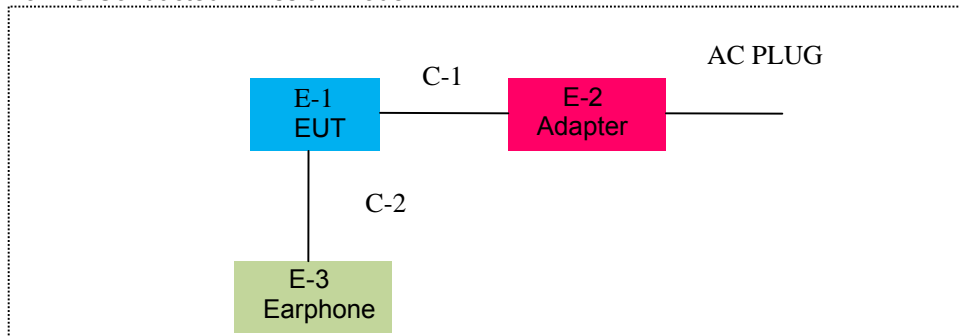 AC PLUG
C-1
E-1
EUT
E-2
Adapter
C-2
E-3
Earphone